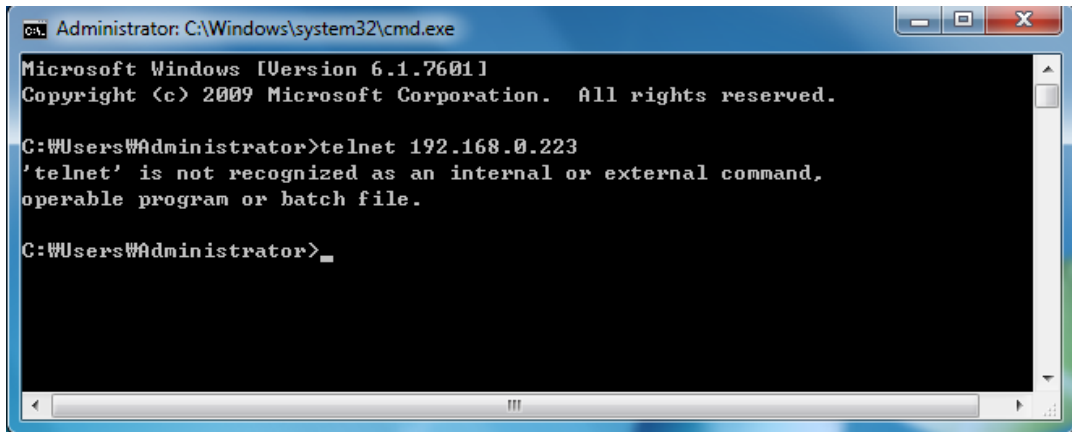 Administrator: C:\Windows\system32\cmd.exe
Microsoft Windows [Version 6.1.7601]
Copyright (c) 2009 Microsoft Corporation.  All rights reserved.
C:₩Users₩Administrator>telnet 192.168.0.223
'telnet' is not recognized as an internal or external command,
operable program or batch file.
C:₩Users₩Administrator>_